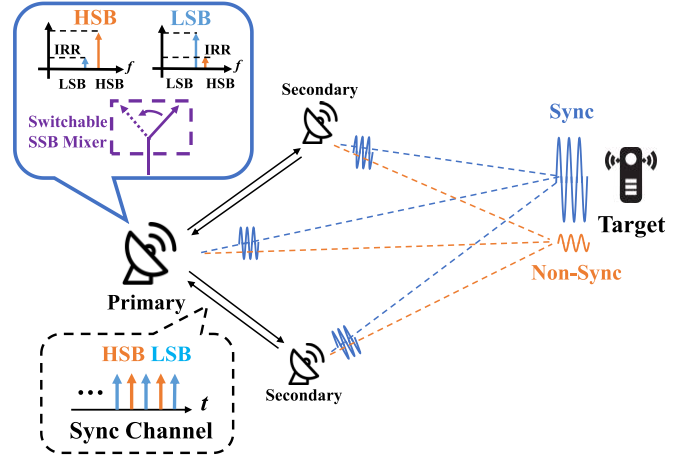 HSB
LSB
IRR
IRR
f
f
LSB
HSB
LSB
HSB
Switchable
SSB Mixer
Secondary
Sync
Target
Non-Sync
Primary
HSB LSB
... t
Sync Channel
Secondary